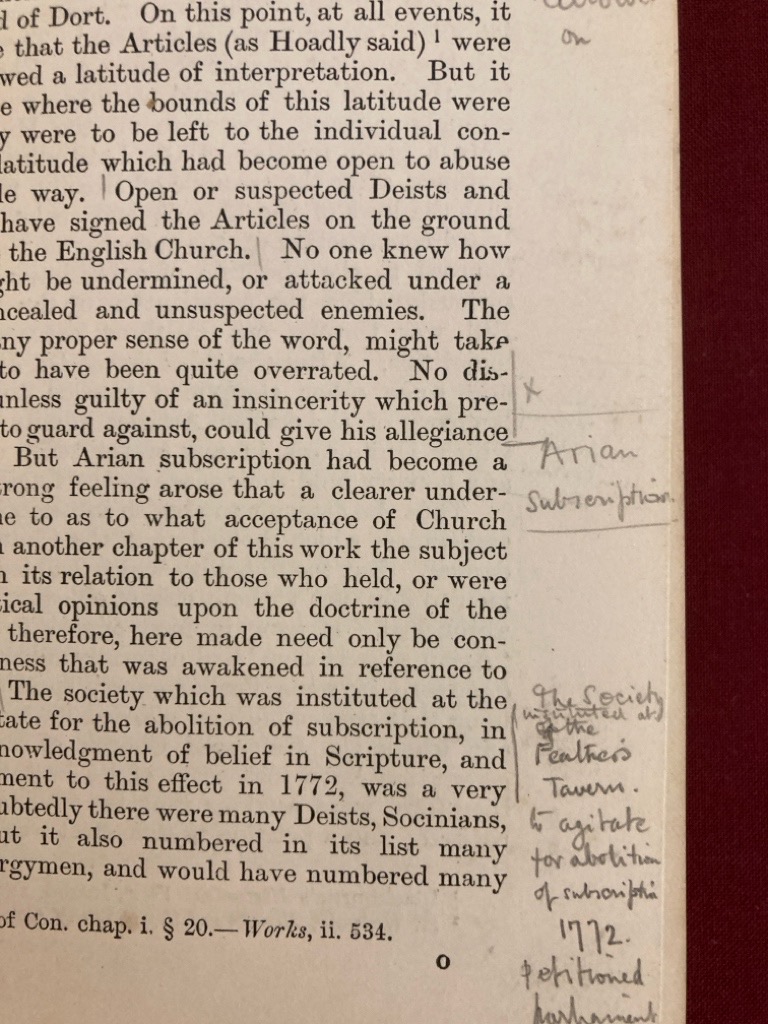 d of Dort. On this point, at all events, it
e that the Articles (as Hoadly said) ¹ were
wed a latitude of interpretation. But it
e where the bounds of this latitude were
y were to be left to the individual con-
latitude which had become open to abuse
le way. Open or suspected Deists and
have signed the Articles on the ground
the English Church. No one knew how
ght be undermined, or attacked under a
ncealed and unsuspected enemies. The
ny proper sense of the word, might take
to have been quite overrated. No dis-
unless guilty of an insincerity which pre-
to guard against, could give his allegiance
But Arian subscription had become a
rong feeling arose that a clearer under-
ne to as to what acceptance of Church
n another chapter of this work the subject
n its relation to those who held, or were
ical opinions upon the doctrine of the
therefore, here made need only be con-
ness that was awakened in reference to
The society which was instituted at the
tate for the abolition of subscription, in
nowledgment of belief in Scripture, and
ment to this effect in 1772, was a very
ubtedly there were many Deists, Socinians,
ut it also numbered in its list many
rgymen, and would have numbered many
of Con. chap. i. § 20.—Works, ii. 534.
O
on
x
Arian
subscription.
The Society
instituted at
the
Feathers
Tavern.
to agitate
for abolition
of subscription
1772.
petitioned
parliament